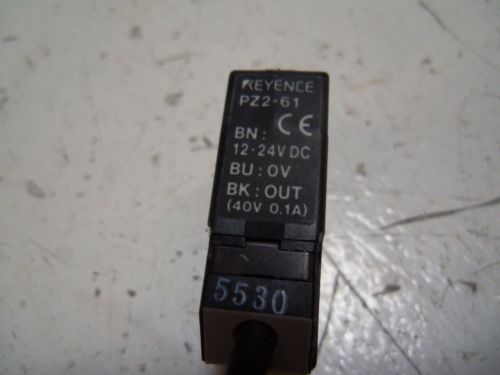 KEYENCE
PZ2-61
BN: CE
12-24V DC
BU: 0V
BK: OUT
(40V 0.1A)
5530